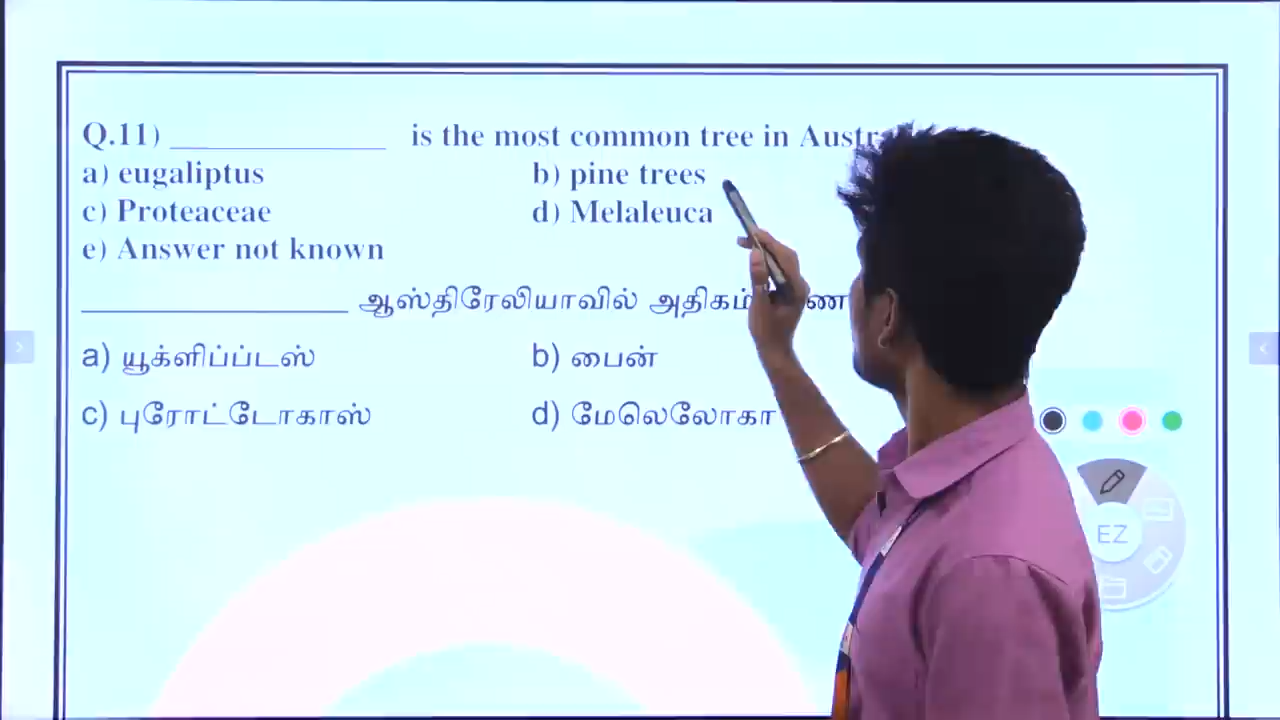 Q.11) ______________ is the most common tree in Austra
a) eugaliptus b) pine trees
c) Proteaceae d) Melaleuca
e) Answer not known
__________________ ஆஸ்திரேலியாவில் அதிகம்
a) யூக்ளிப்ப்டஸ் b) பைன்
c) புரோட்டோகாஸ் d) மேலெலோகா
EZ